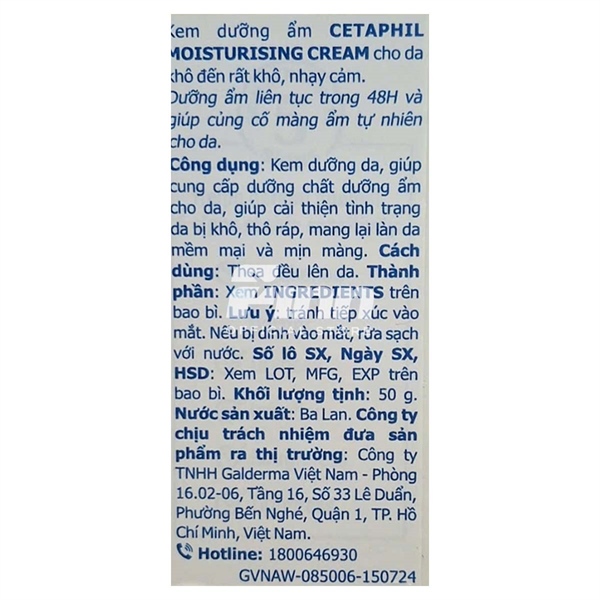 Kem dưỡng ẩm CETAPHIL
MOISTURISING CREAM cho da
khô đến rất khô, nhạy cảm.
Dưỡng ẩm liên tục trong 48H và
giúp củng cố màng ẩm tự nhiên
cho da.
Công dụng: Kem dưỡng da, giúp
cung cấp dưỡng chất dưỡng ẩm
cho da, giúp cải thiện tình trạng
da bị khô, thô ráp, mang lại làn da
mềm mại và mịn màng. Cách
dùng: Thoa đều lên da. Thành
phần: Xem INGREDIENTS trên
bao bì. Lưu ý: tránh tiếp xúc vào
mắt. Nếu bị dính vào mắt, rửa sạch
với nước. Số lô SX, Ngày SX,
HSD: Xem LOT, MFG, EXP trên
bao bì. Khối lượng tịnh: 50 g.
Nước sản xuất: Ba Lan. Công ty
chịu trách nhiệm đưa sản
phẩm ra thị trường: Công ty
TNHH Galderma Việt Nam - Phòng
16.02-06, Tầng 16, Số 33 Lê Duẩn,
Phường Bến Nghé, Quận 1, TP. Hồ
Chí Minh, Việt Nam.
Hotline: 1800646930
GVNAW-085006-150724